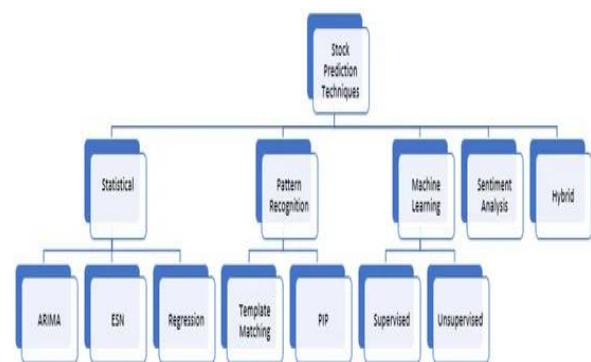 Stock
Prediction
Techniques
Statistical
Pattern
Recognition
Machine
Learning
Sentiment
Analysis
Hybrid
ARIMA
ESN
Regression
Template
Matching
PIP
Supervised
Unsupervised